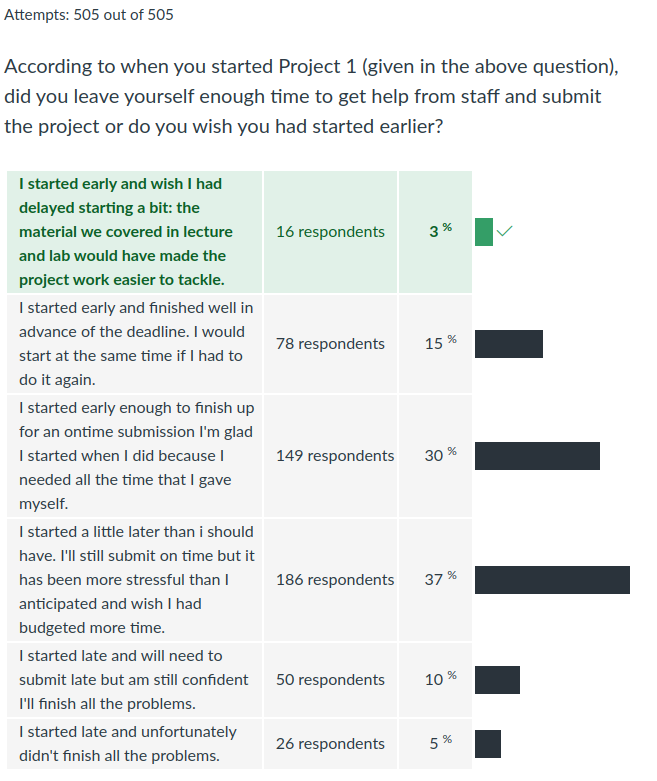 Attempts: 505 out of 505
According to when you started Project 1 (given in the above question),
did you leave yourself enough time to get help from staff and submit
the project or do you wish you had started earlier?
I started early and wish I had
delayed starting a bit: the
material we covered in lecture
and lab would have made the
project work easier to tackle.
16 respondents
3 %
I started early and finished well in
advance of the deadline. I would
start at the same time if I had to
do it again.
78 respondents
15 %
I started early enough to finish up
for an ontime submission I'm glad
I started when I did because I
needed all the time that I gave
myself.
149 respondents
30 %
I started a little later than i should
have. I'll still submit on time but it
has been more stressful than I
anticipated and wish I had
budgeted more time.
186 respondents
37 %
I started late and will need to
submit late but am still confident
I'll finish all the problems.
50 respondents
10 %
I started late and unfortunately
didn't finish all the problems.
26 respondents
5 %